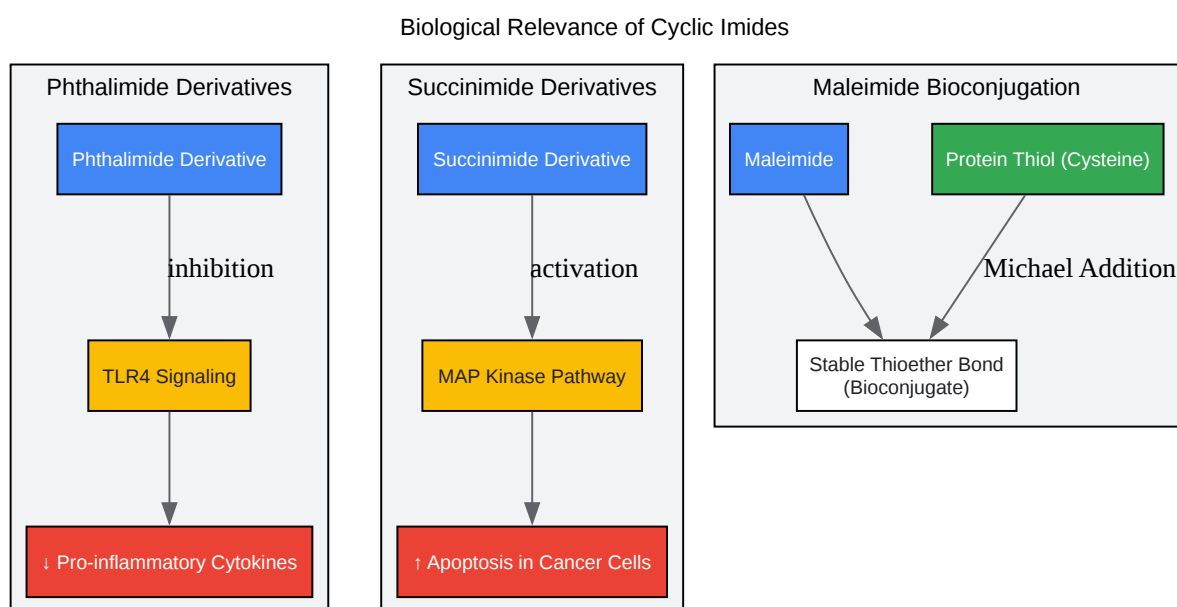 Biological Relevance of Cyclic Imides
Phthalimide Derivatives
Phthalimide Derivative
inhibition
TLR4 Signaling
↓ Pro-inflammatory Cytokines
Succinimide Derivatives
Succinimide Derivative
activation
MAP Kinase Pathway
↑ Apoptosis in Cancer Cells
Maleimide Bioconjugation
Maleimide
Protein Thiol (Cysteine)
Michael Addition
Stable Thioether Bond
(Bioconjugate)